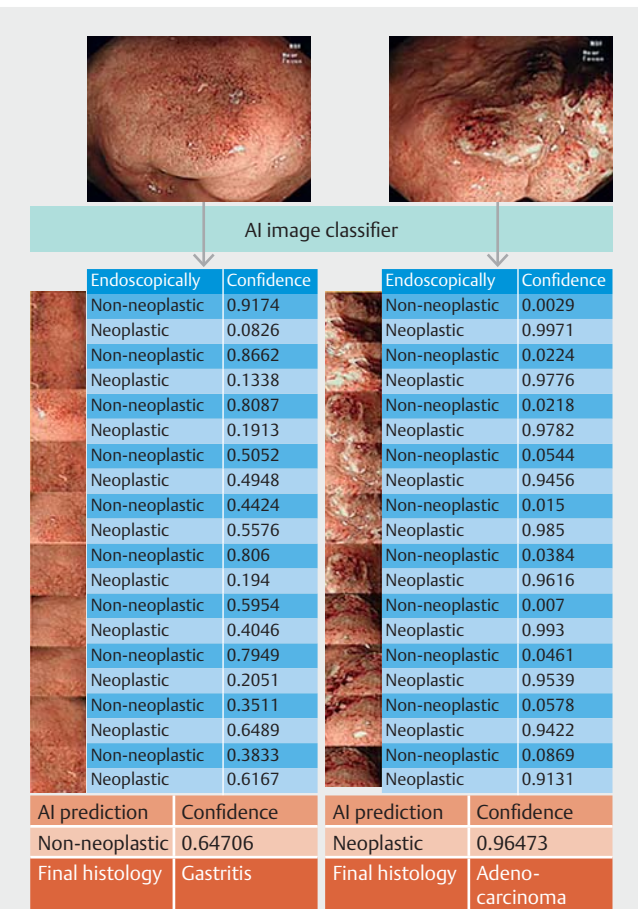 NBI
Near
Focus
NBI
Near
Focus
AI image classifier
Endoscopically Confidence
Non-neoplastic 0.9174
Neoplastic 0.0826
Non-neoplastic 0.8662
Neoplastic 0.1338
Non-neoplastic 0.8087
Neoplastic 0.1913
Non-neoplastic 0.5052
Neoplastic 0.4948
Non-neoplastic 0.4424
Neoplastic 0.5576
Non-neoplastic 0.806
Neoplastic 0.194
Non-neoplastic 0.5954
Neoplastic 0.4046
Non-neoplastic 0.7949
Neoplastic 0.2051
Non-neoplastic 0.3511
Neoplastic 0.6489
Non-neoplastic 0.3833
Neoplastic 0.6167
AI prediction Confidence
Non-neoplastic 0.64706
Final histology Gastritis
Endoscopically Confidence
Non-neoplastic 0.0029
Neoplastic 0.9971
Non-neoplastic 0.0224
Neoplastic 0.9776
Non-neoplastic 0.0218
Neoplastic 0.9782
Non-neoplastic 0.0544
Neoplastic 0.9456
Non-neoplastic 0.015
Neoplastic 0.985
Non-neoplastic 0.0384
Neoplastic 0.9616
Non-neoplastic 0.007
Neoplastic 0.993
Non-neoplastic 0.0461
Neoplastic 0.9539
Non-neoplastic 0.0578
Neoplastic 0.9422
Non-neoplastic 0.0869
Neoplastic 0.9131
AI prediction Confidence
Neoplastic 0.96473
Final histology Adeno-
carcinoma